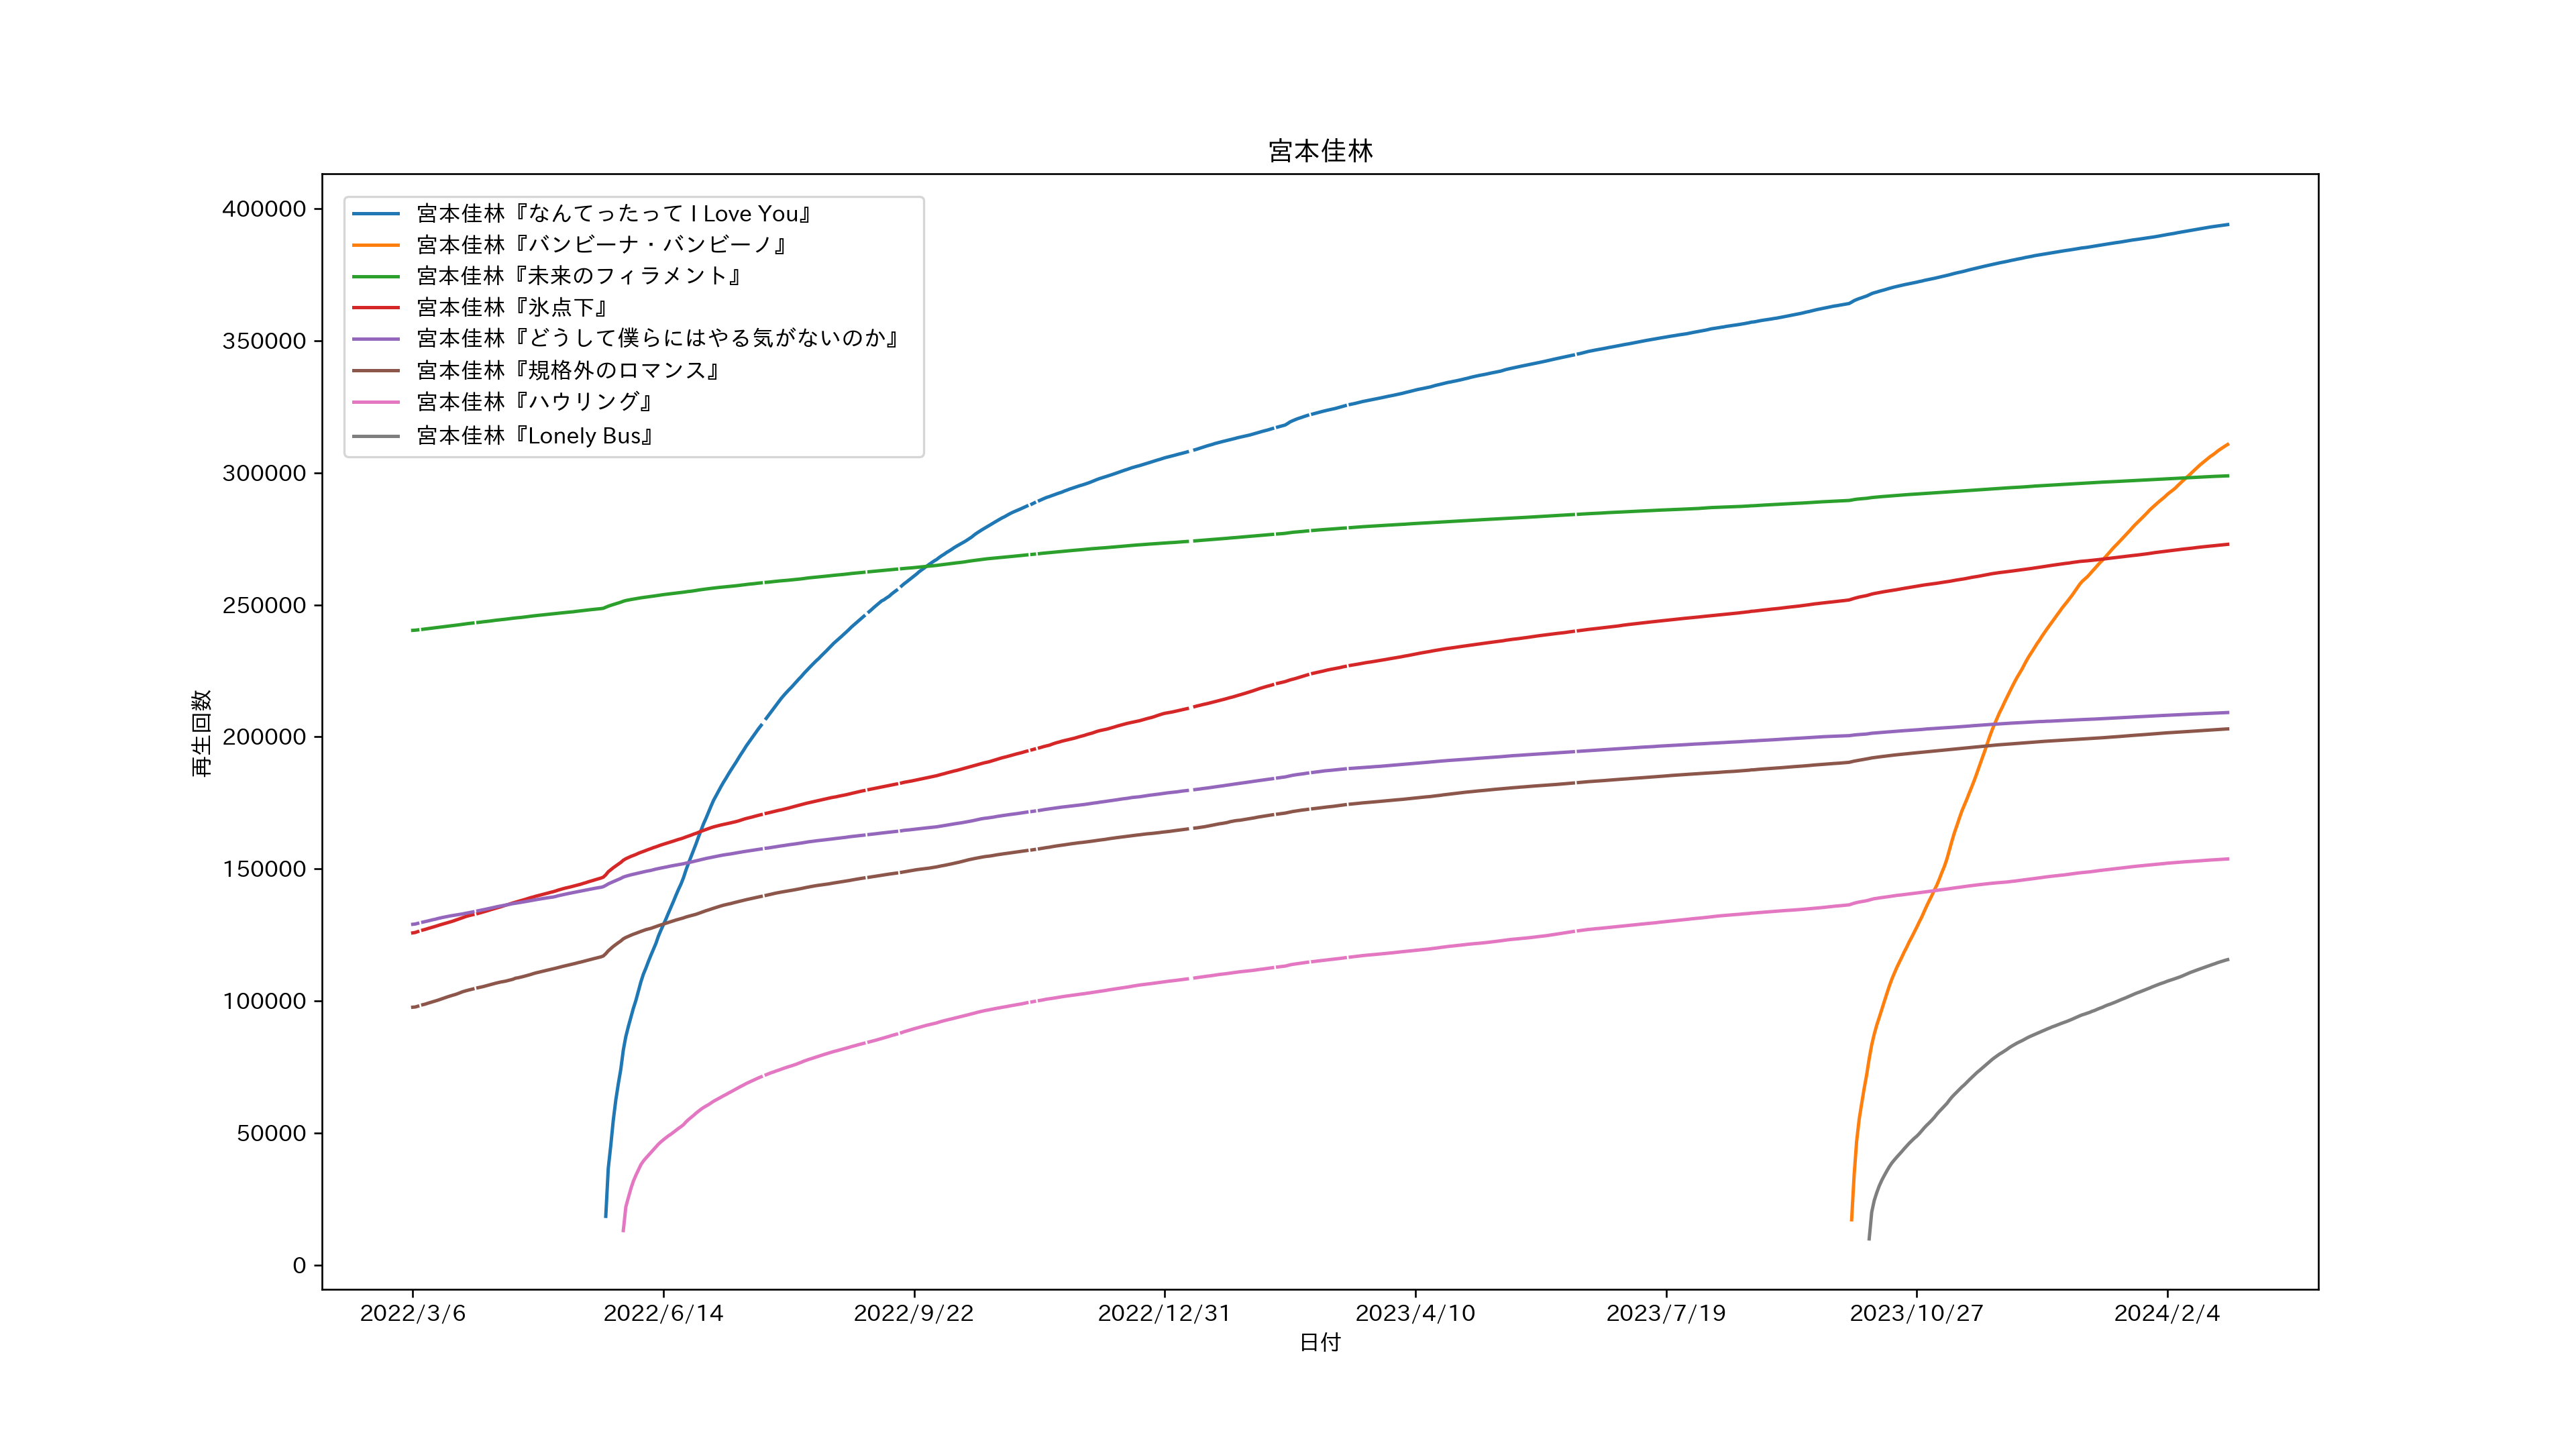 宮本佳林
宮本佳林『なんてったって I Love You』
宮本佳林『バンビーナ・バンビーノ』
宮本佳林『未来のフィラメント』
宮本佳林『氷点下』
宮本佳林『どうして僕らにはやる気がないのか』
宮本佳林『規格外のロマンス』
宮本佳林『ハウリング』
宮本佳林『Lonely Bus』
400000
350000
300000
250000
200000
150000
100000
50000
0
再生回数
2022/3/6 2022/6/14 2022/9/22 2022/12/31 2023/4/10 2023/7/19 2023/10/27 2024/2/4
日付